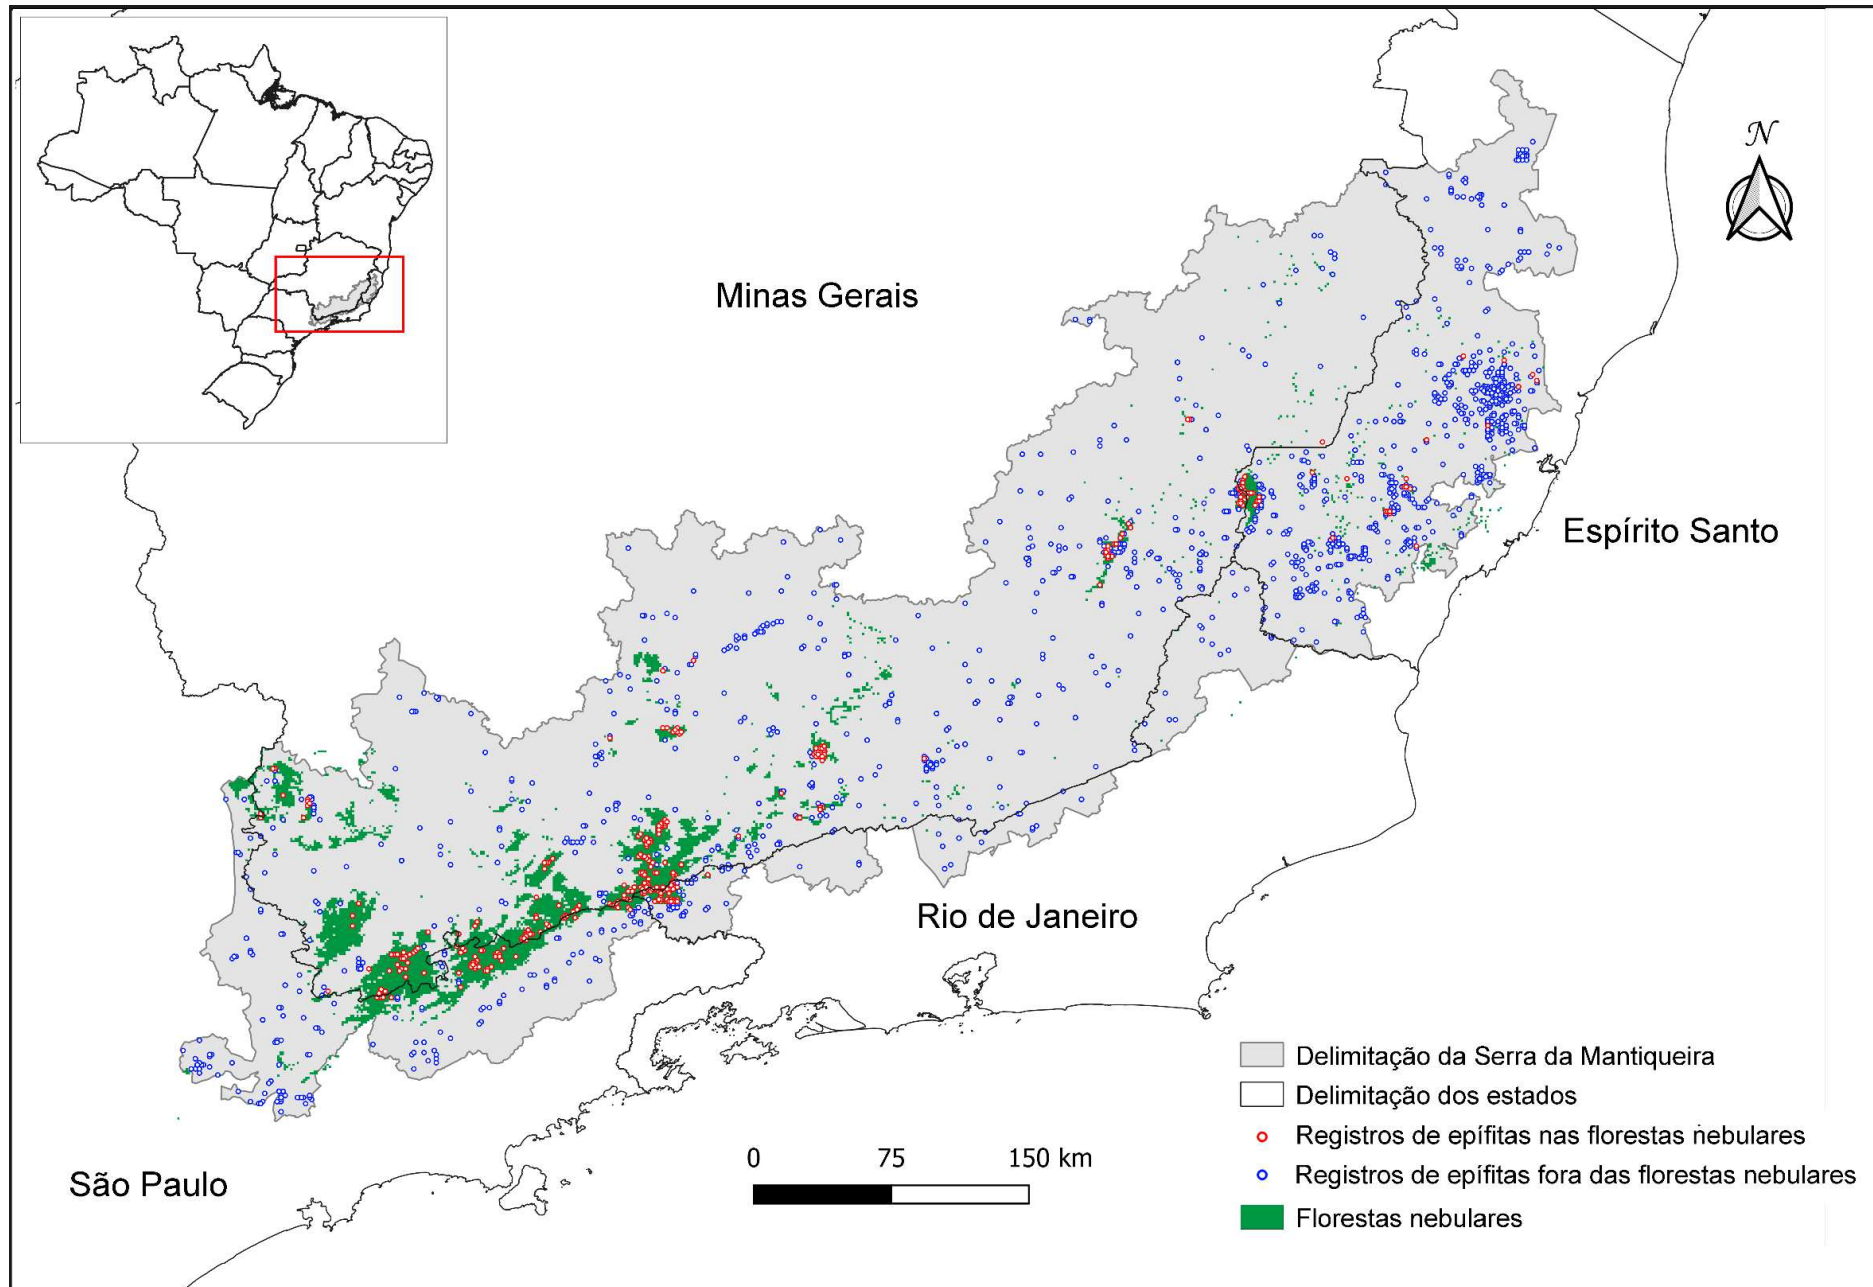 N
Minas Gerais
Espírito Santo
Rio de Janeiro
São Paulo
0 75 150 km
Delimitação da Serra da Mantiqueira
Delimitação dos estados
Registros de epífitas nas florestas nebulares
Registros de epífitas fora das florestas nebulares
Florestas nebulares